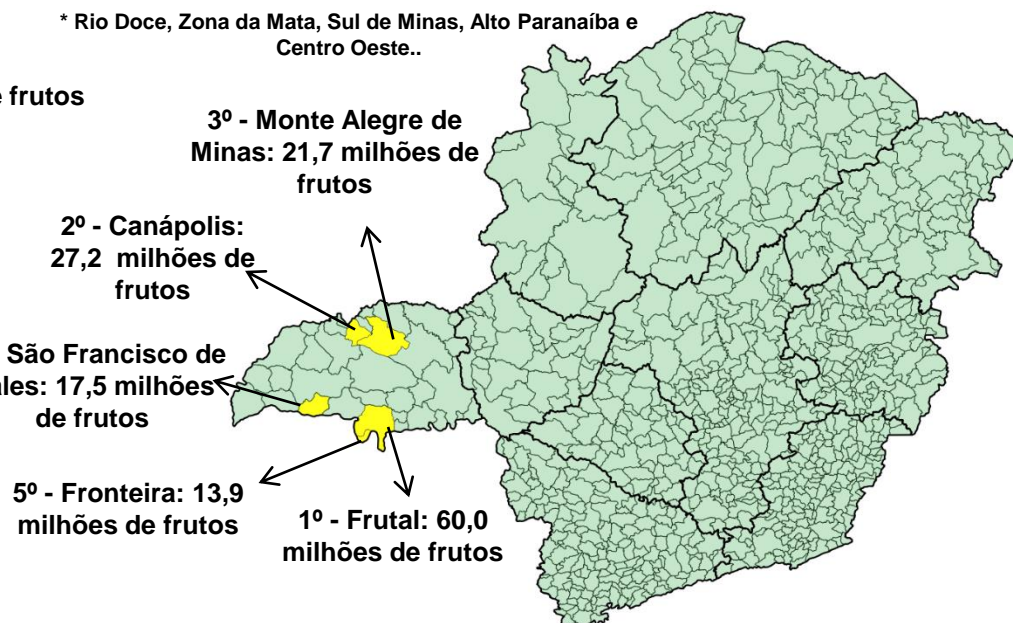 * Rio Doce, Zona da Mata, Sul de Minas, Alto Paranaíba e
Centro Oeste..
frutos
3º - Monte Alegre de
Minas: 21,7 milhões de
frutos
2º - Canápolis:
27,2 milhões de
frutos
São Francisco de
ales: 17,5 milhões
de frutos
5º - Fronteira: 13,9
milhões de frutos
1º - Frutal: 60,0
milhões de frutos